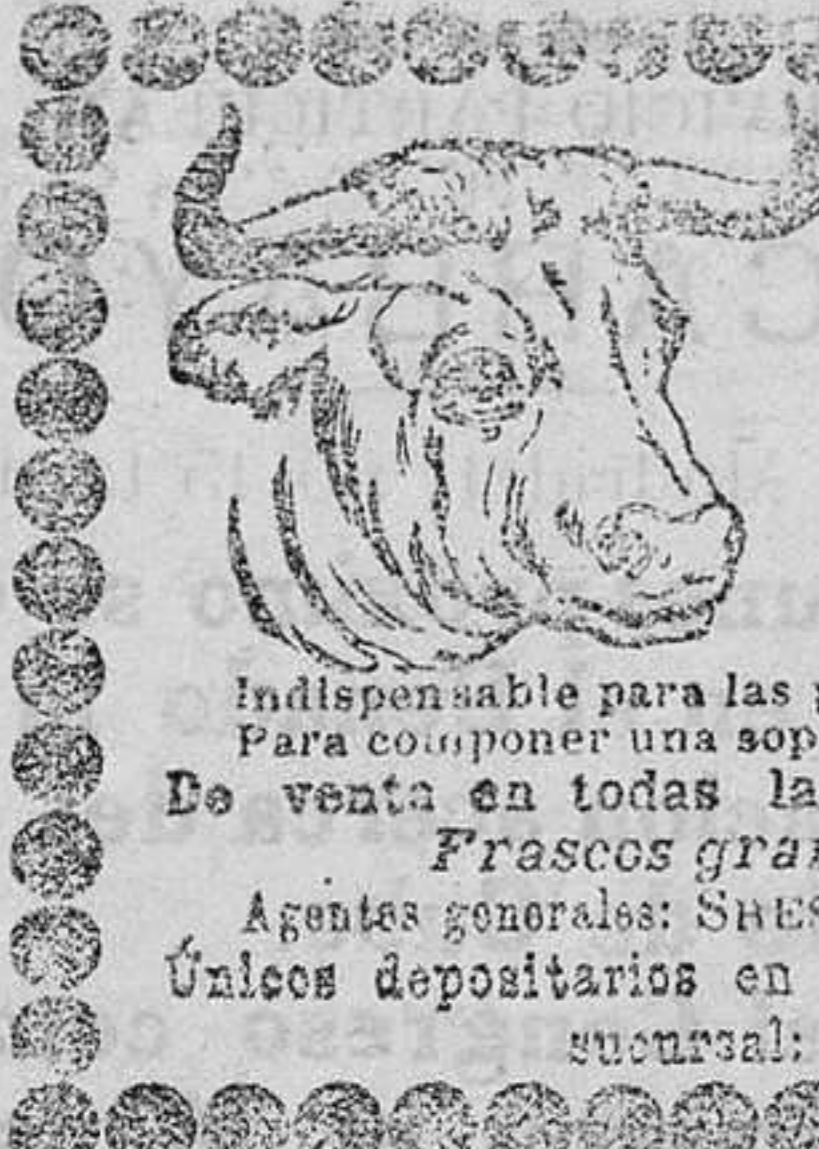 Indispensable para las
Para componer una sop
De venta en todas la
Frascos gra
Agentes generales: SRES
Únicos depositarios en
sucursal: